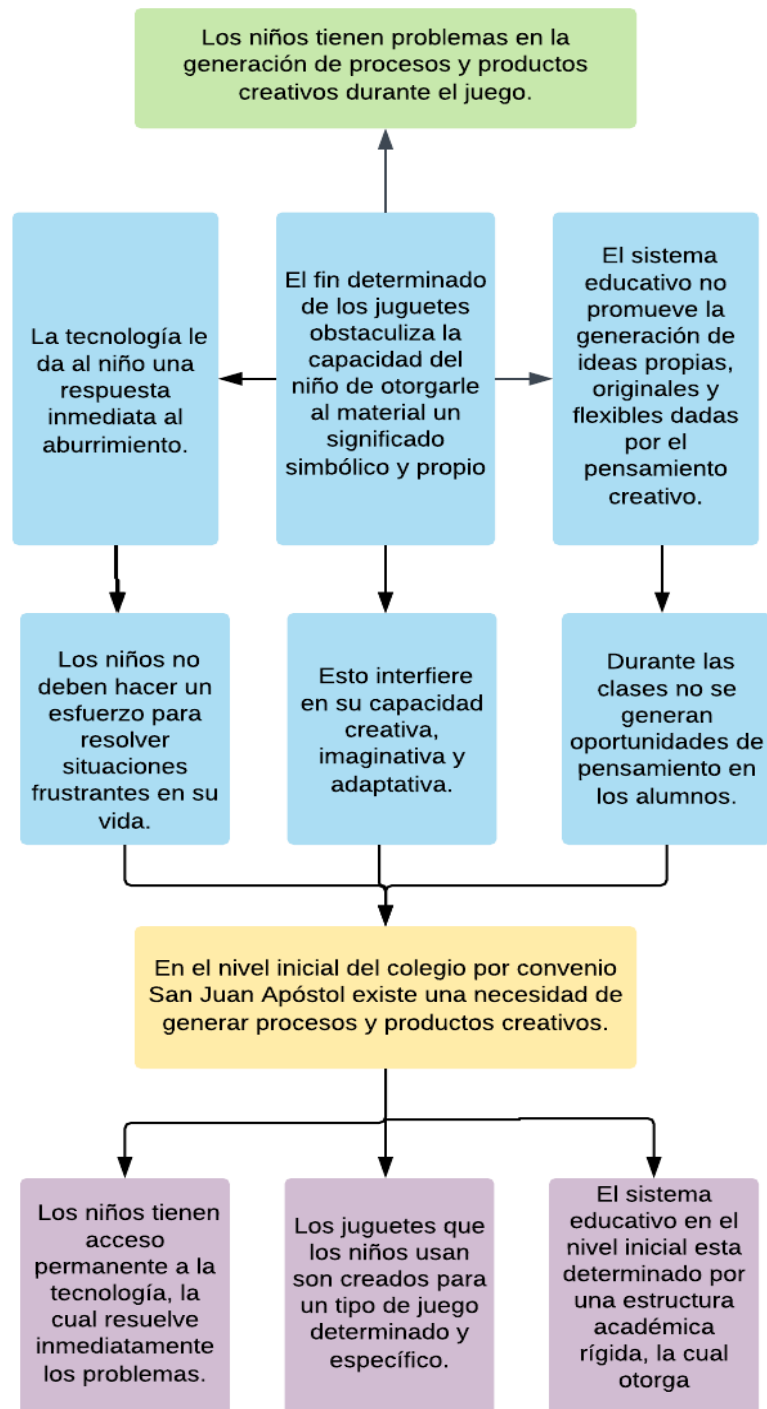 Los niños tienen problemas en la
generación de procesos y productos
creativos durante el juego.
La tecnología le
da al niño una
respuesta
inmediata al
aburrimiento.
El fin determinado
de los juguetes
obstaculiza la
capacidad del
niño de otorgarle
al material un
significado
simbólico y propio
El sistema
educativo no
promueve la
generación de
ideas propias,
originales y
flexibles dadas
por el
pensamiento
creativo.
Los niños no
deben hacer un
esfuerzo para
resolver
situaciones
frustrantes en su
vida.
Esto interfiere
en su capacidad
creativa,
imaginativa y
adaptativa.
Durante las
clases no se
generan
oportunidades de
pensamiento en
los alumnos.
En el nivel inicial del colegio por convenio
San Juan Apóstol existe una necesidad de
generar procesos y productos creativos.
Los niños tienen
acceso
permanente a la
tecnología, la
cual resuelve
inmediatamente
los problemas.
Los juguetes que
los niños usan
son creados para
un tipo de juego
determinado y
específico.
El sistema
educativo en el
nivel inicial esta
determinado por
una estructura
académica
rígida, la cual
otorga